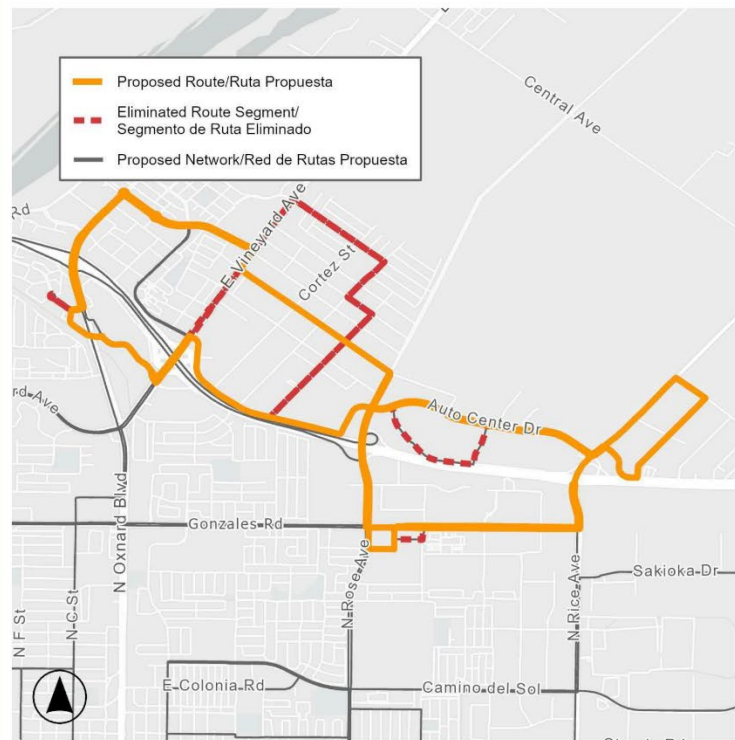 Proposed Route/Ruta Propuesta
Eliminated Route Segment/
Segmento de Ruta Eliminado
Proposed Network/Red de Rutas Propuesta
Central Ave
Rd
E Vineyard Ave
Cortez St
rd Ave
Auto Center Dr
N Oxnard Blvd
Gonzales Rd
N Rose Ave
N Rice Ave
Sakioka Dr
N F St
N C St
E Colonia Rd
Camino del Sol